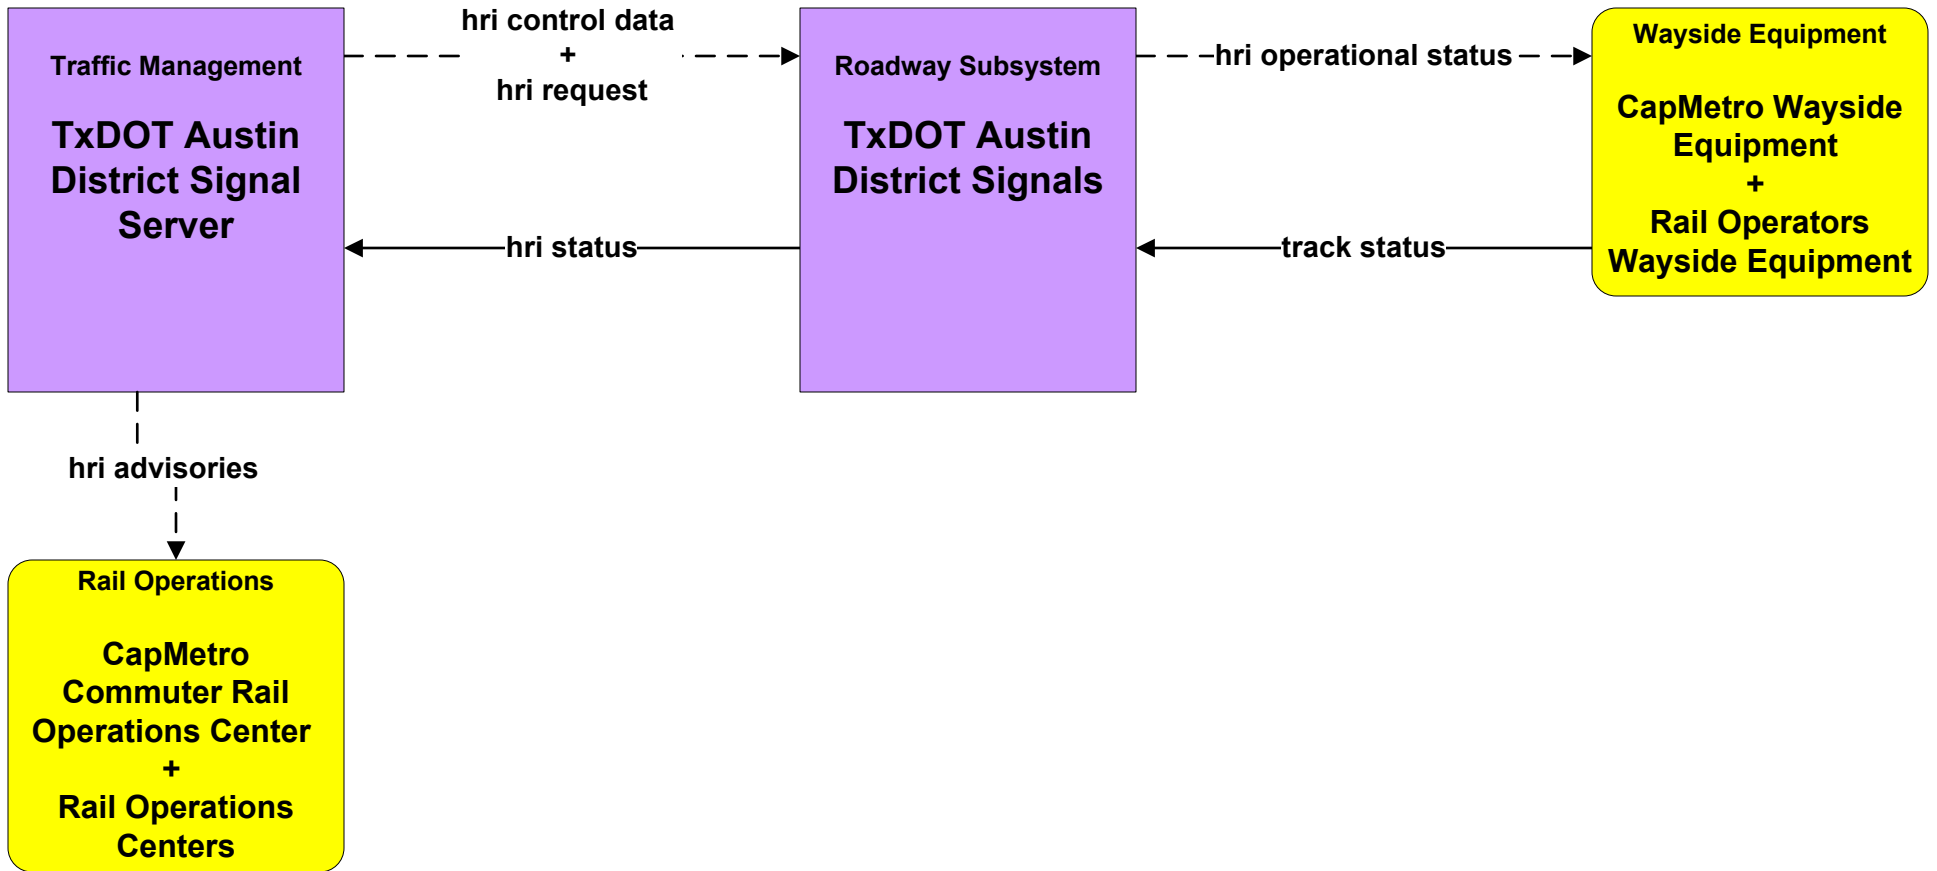 Traffic Management
TxDOT Austin
District Signal
Server
hri control data
+
hri request
hri status
Roadway Subsystem
TxDOT Austin
District Signals
hri operational status
track status
Wayside Equipment
CapMetro Wayside
Equipment
+
Rail Operators
Wayside Equipment
hri advisories
Rail Operations
CapMetro
Commuter Rail
Operations Center
+
Rail Operations
Centers